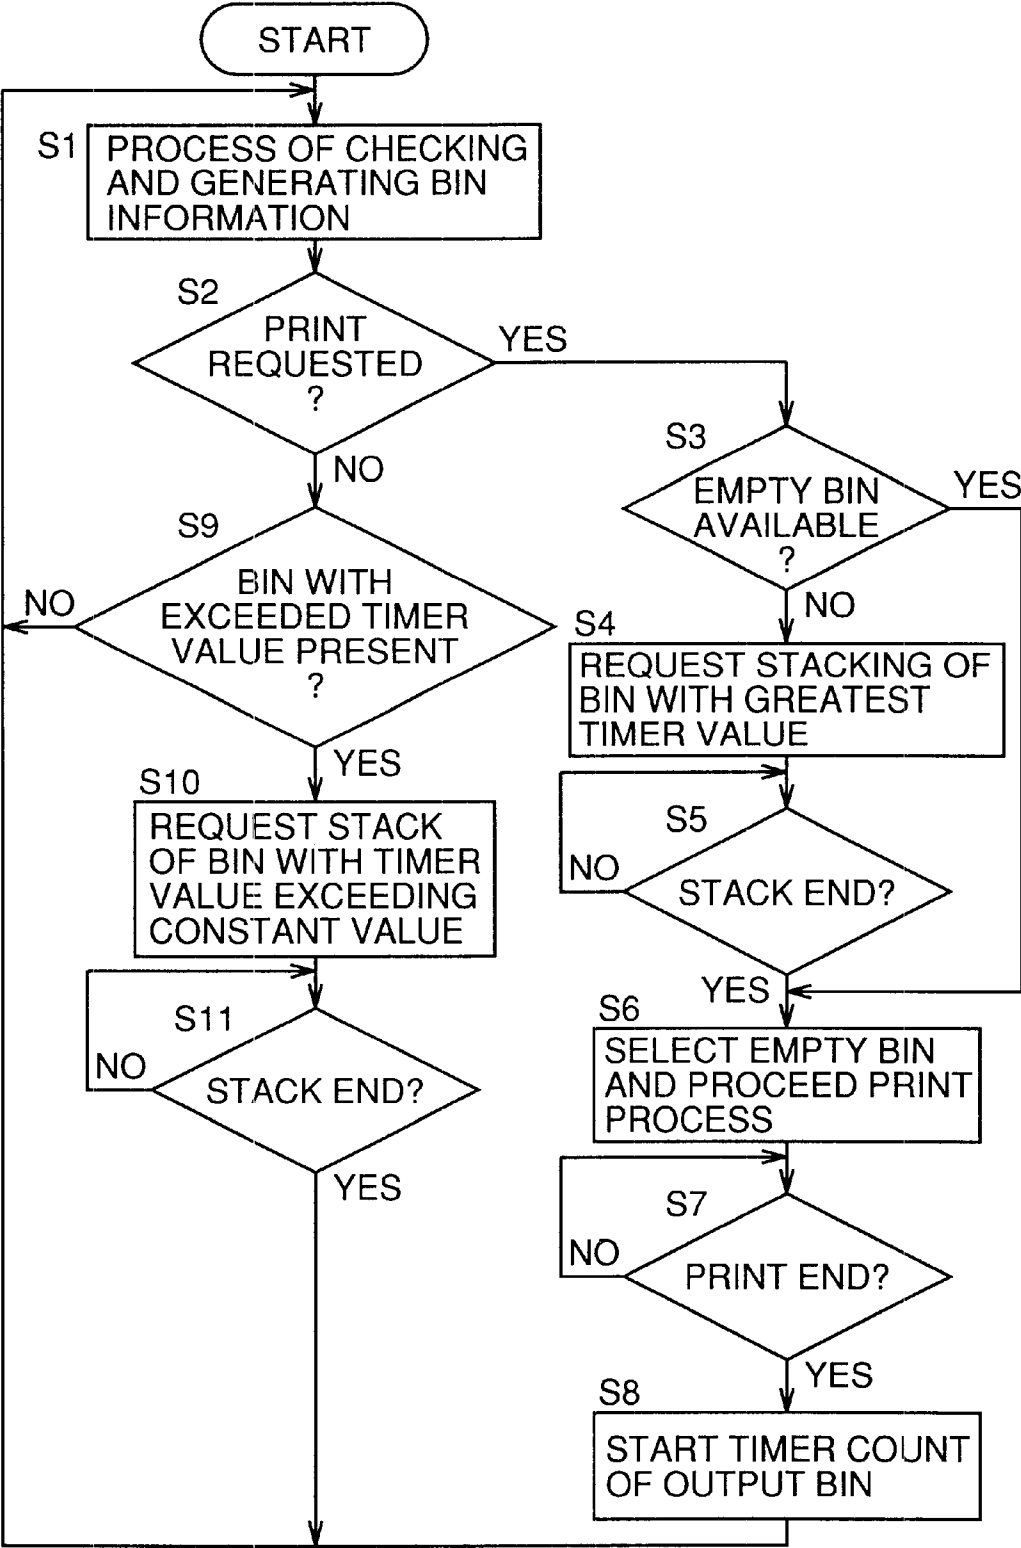 START
S1
PROCESS OF CHECKING
AND GENERATING BIN
INFORMATION
S2
PRINT
REQUESTED
?
YES
NO
S3
EMPTY BIN
AVAILABLE
?
YES
NO
S9
BIN WITH
EXCEEDED TIMER
VALUE PRESENT
?
NO
YES
S4
REQUEST STACKING OF
BIN WITH GREATEST
TIMER VALUE
S10
REQUEST STACK
OF BIN WITH TIMER
VALUE EXCEEDING
CONSTANT VALUE
S5
STACK END?
NO
YES
S11
STACK END?
NO
YES
S6
SELECT EMPTY BIN
AND PROCEED PRINT
PROCESS
S7
PRINT END?
NO
YES
S8
START TIMER COUNT
OF OUTPUT BIN